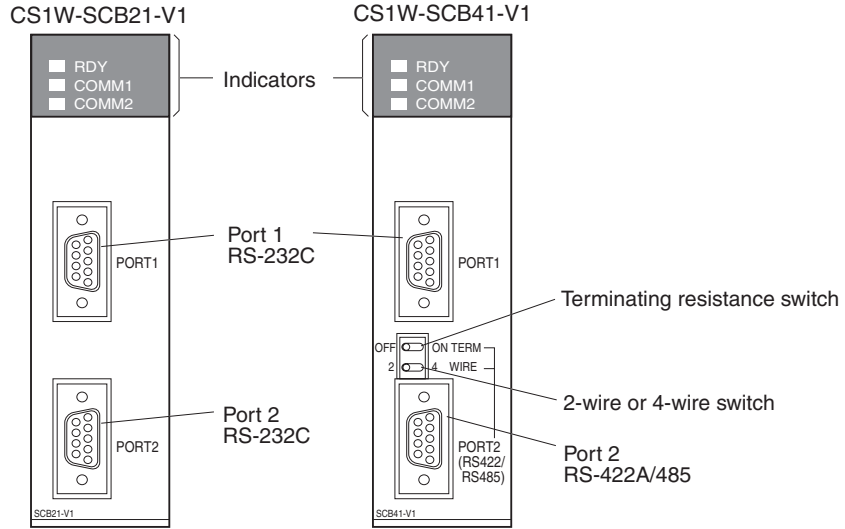 CS1W-SCB21-V1
CS1W-SCB41-V1
RDY
COMM1
COMM2
Indicators
RDY
COMM1
COMM2
Port 1
RS-232C
PORT1
PORT1
Terminating resistance switch
OFF ON TERM
2 4 WIRE
2-wire or 4-wire switch
Port 2
RS-232C
PORT2
PORT2
(RS422/
RS485)
Port 2
RS-422A/485
SCB21-V1
SCB41-V1